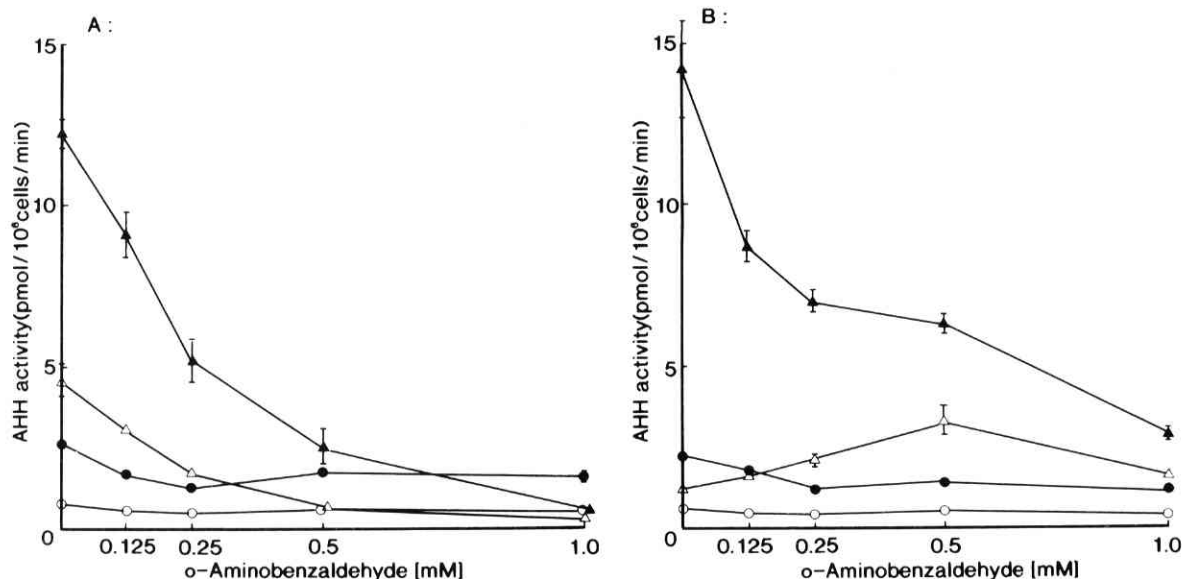 A :
15
10
5
0
AHH activity(pmol/10⁶cells/min)
0.125
0.25
0.5
1.0
o-Aminobenzaldehyde [mM]
B :
15
10
5
0
AHH activity(pmol/10⁶cells/min)
0.125
0.25
0.5
1.0
o-Aminobenzaldehyde [mM]